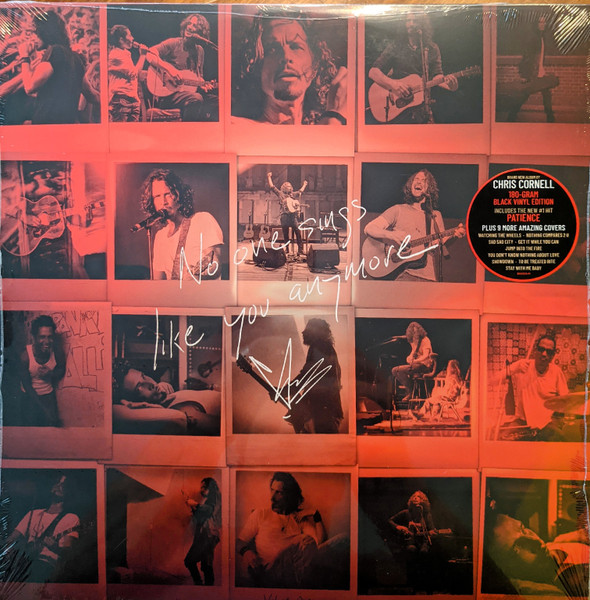 No one sings
like you anymore
BRAND NEW ALBUM BY
CHRIS CORNELL
180-GRAM
BLACK VINYL EDITION
INCLUDES THE NEW #1 HIT
PATIENCE
PLUS 9 MORE AMAZING COVERS
WATCHING THE WHEELS - NOTHING COMPARES 2 U
SAD SAD CITY - GET IT WHILE YOU CAN
JUMP INTO THE FIRE
YOU DON'T KNOW NOTHING ABOUT LOVE
SHOWDOWN - TO BE TREATED RITE
STAY WITH ME BABY